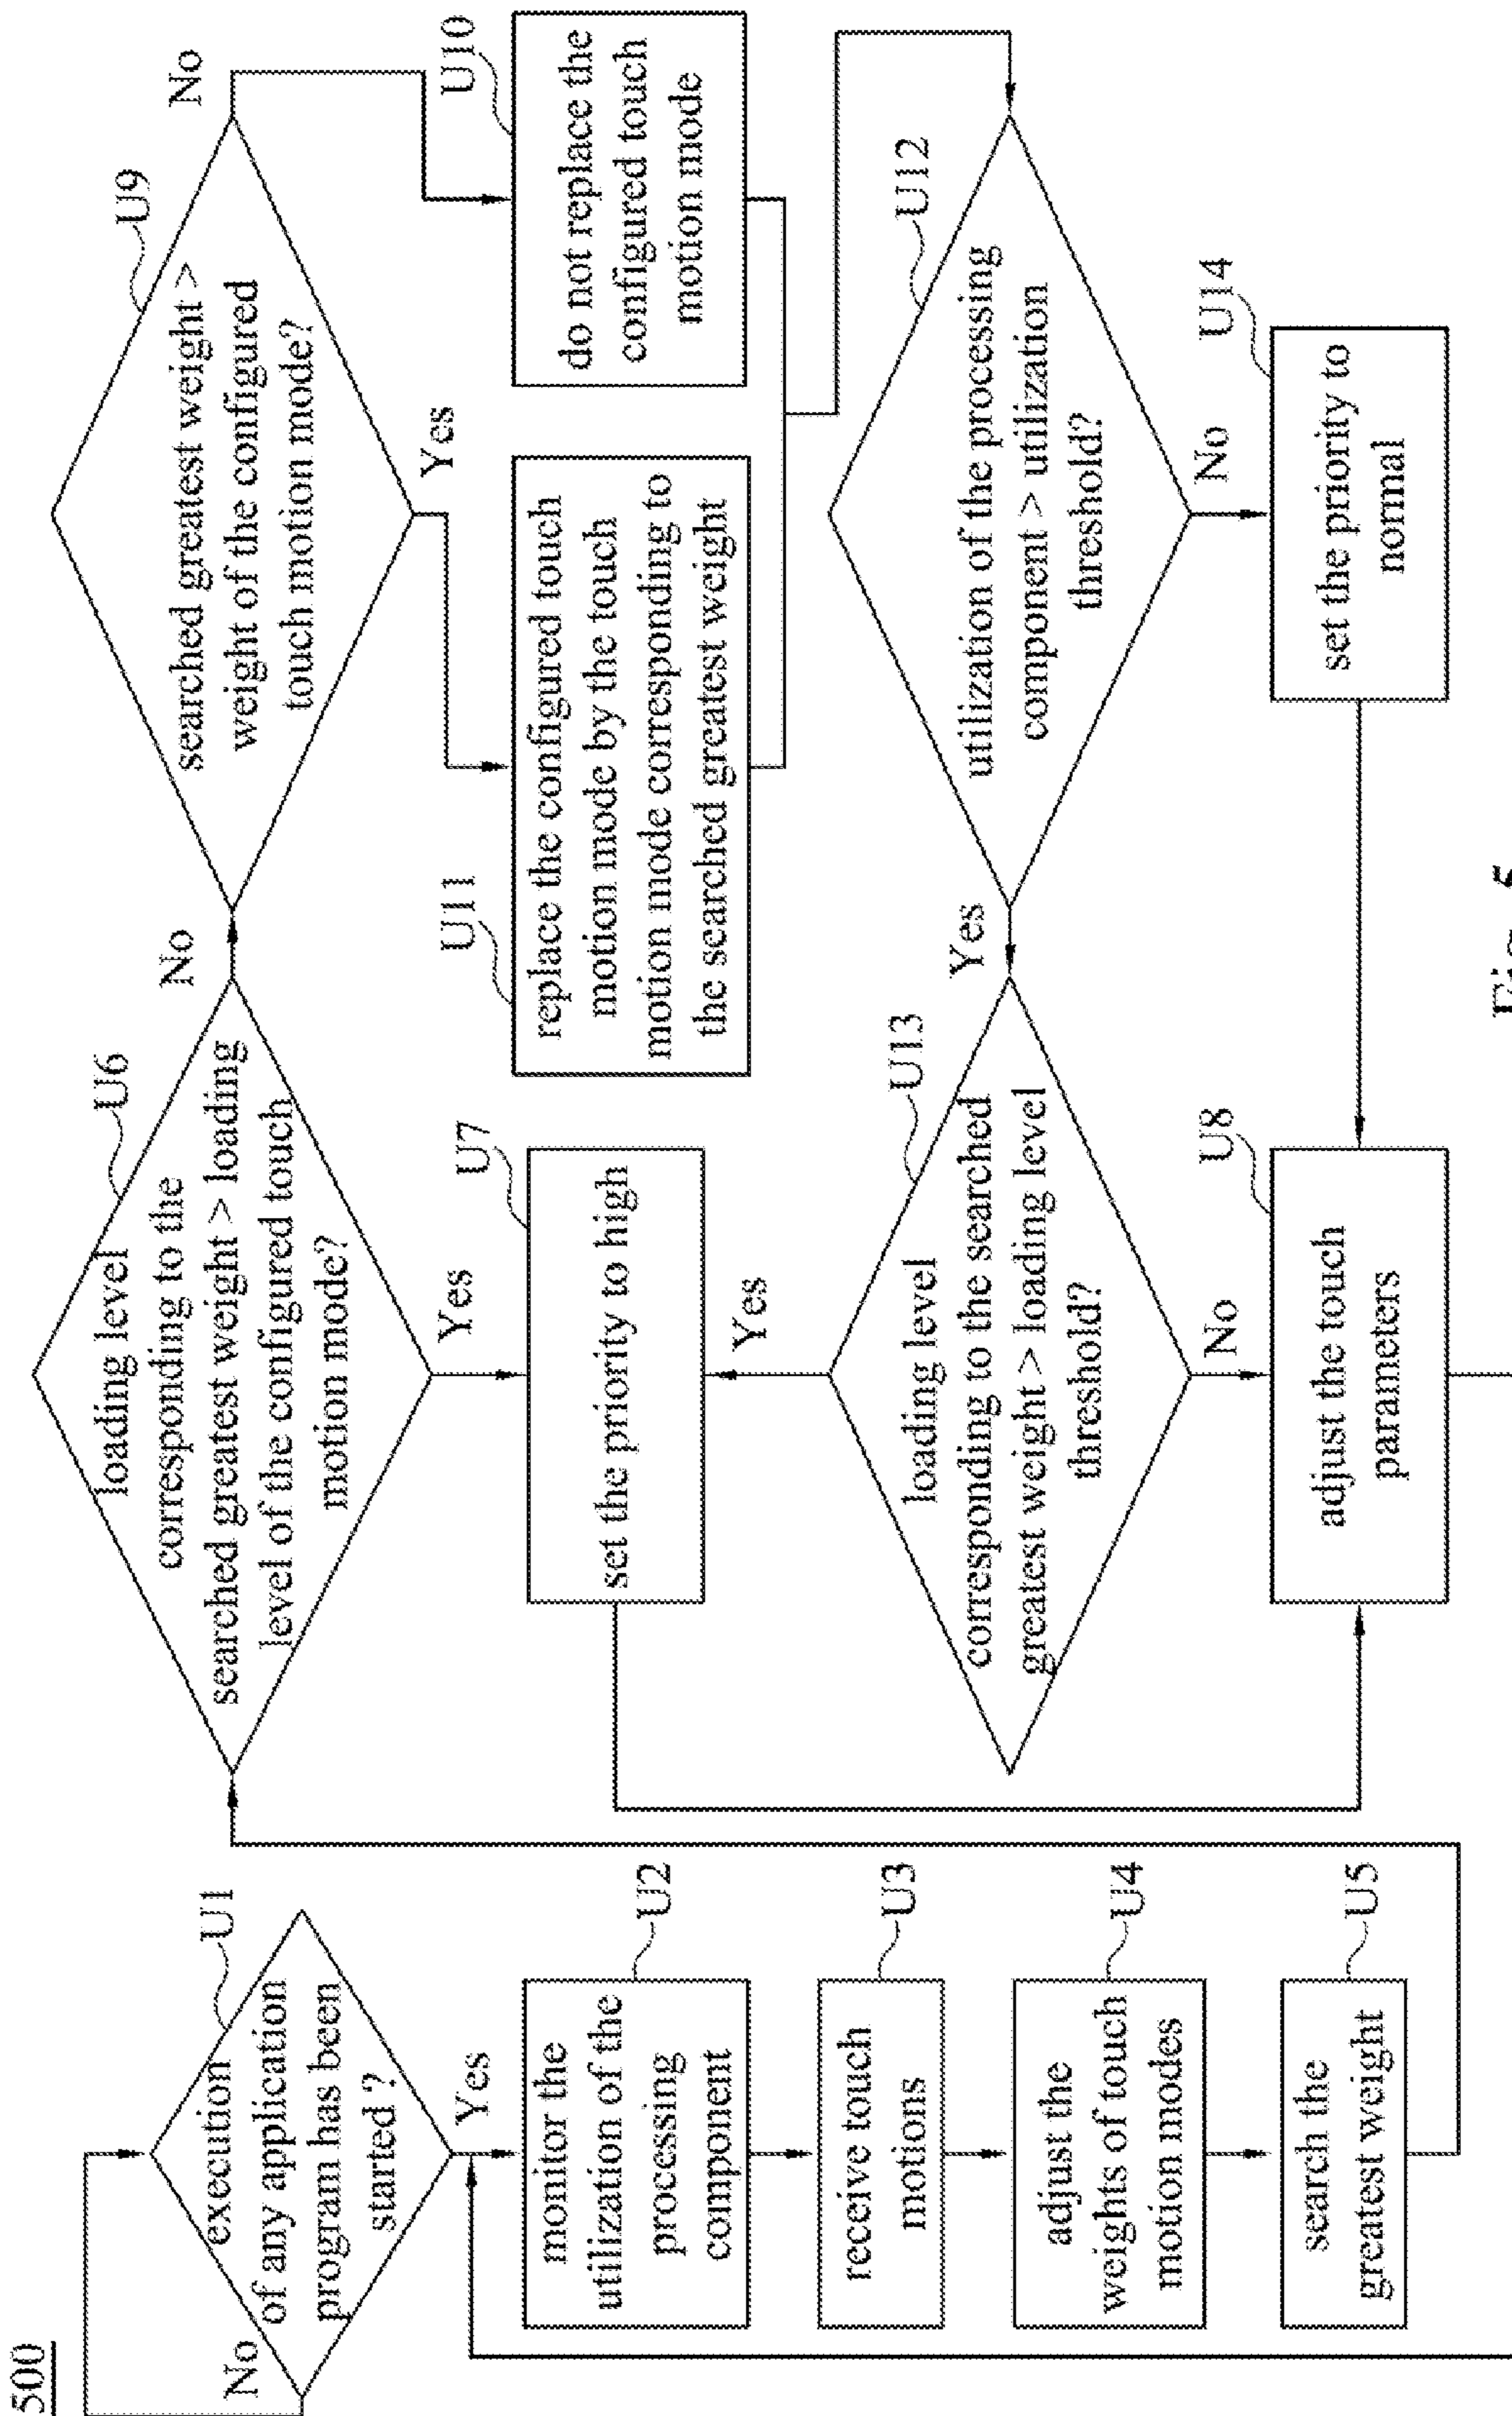 500
U1
execution
of any application
program has been
started ?
No
Yes
U2
monitor the
utilization of the
processing
component
U3
receive touch
motions
U4
adjust the
weights of touch
motion modes
U5
search the
greatest weight
U6
loading level
corresponding to the
searched greatest weight > loading
level of the configured touch
motion mode?
No
Yes
U7
set the priority to high
U9
searched greatest weight >
weight of the configured
touch motion mode?
No
Yes
U11
replace the configured touch
motion mode by the touch
motion mode corresponding to
the searched greatest weight
U10
do not replace the
configured touch
motion mode
U12
utilization of the processing
component > utilization
threshold?
Yes
No
U13
loading level
corresponding to the searched
greatest weight > loading level
threshold?
Yes
No
U8
adjust the touch
parameters
U14
set the priority to
normal
Fig. 5